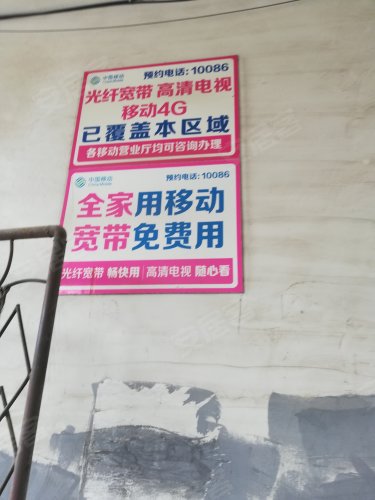 中国移动
China Mobile
预约电话:10086
光纤宽带 高清电视
移动4G
已覆盖本区域
各移动营业厅均可咨询办理
中国移动
China Mobile
预约电话:10086
全家用移动
宽带免费用
光纤宽带 畅快用 高清电视 随心看